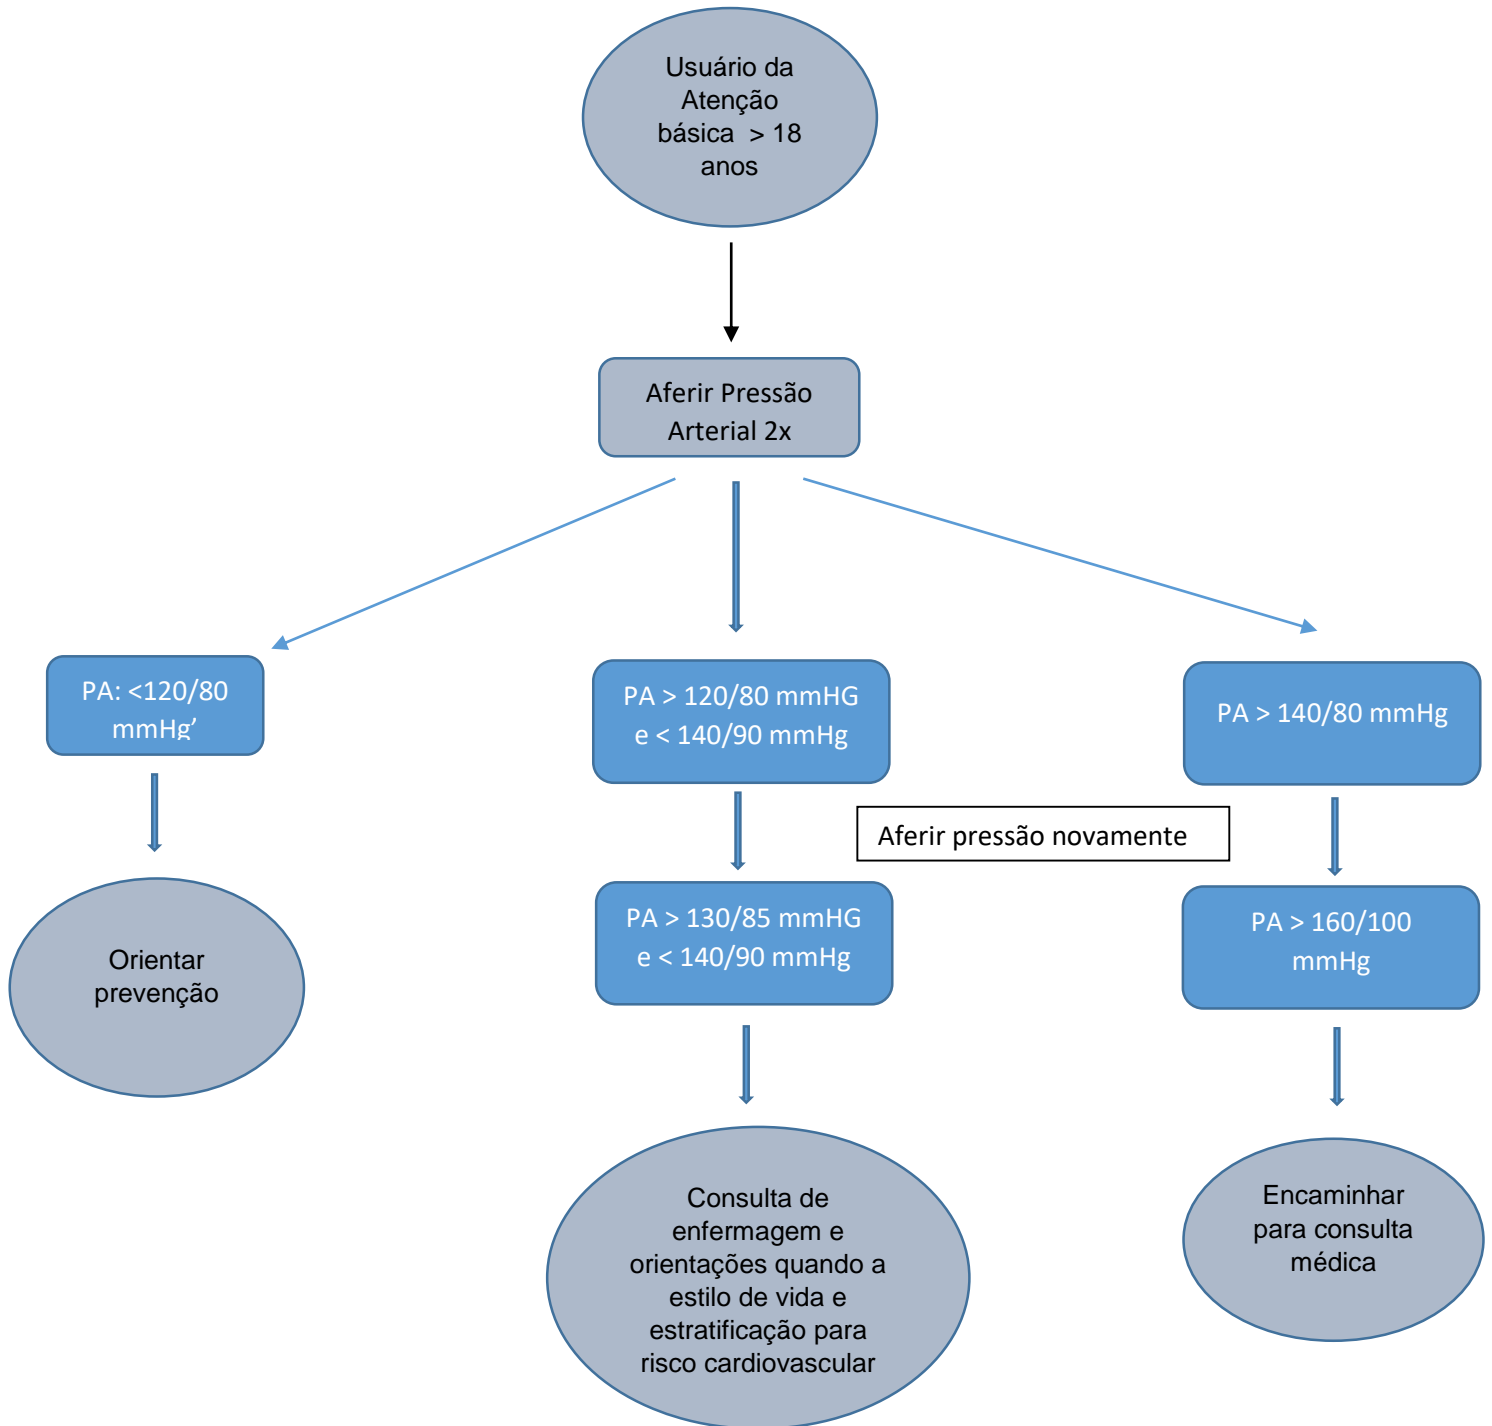 Usuário da
Atenção
básica > 18
anos
Aferir Pressão
Arterial 2x
PA: <120/80
mmHg’
PA > 120/80 mmHG
e < 140/90 mmHg
PA > 140/80 mmHg
Aferir pressão novamente
PA > 130/85 mmHG
e < 140/90 mmHg
PA > 160/100
mmHg
Orientar
prevenção
Consulta de
enfermagem e
orientações quando a
estilo de vida e
estratificação para
risco cardiovascular
Encaminhar
para consulta
médica